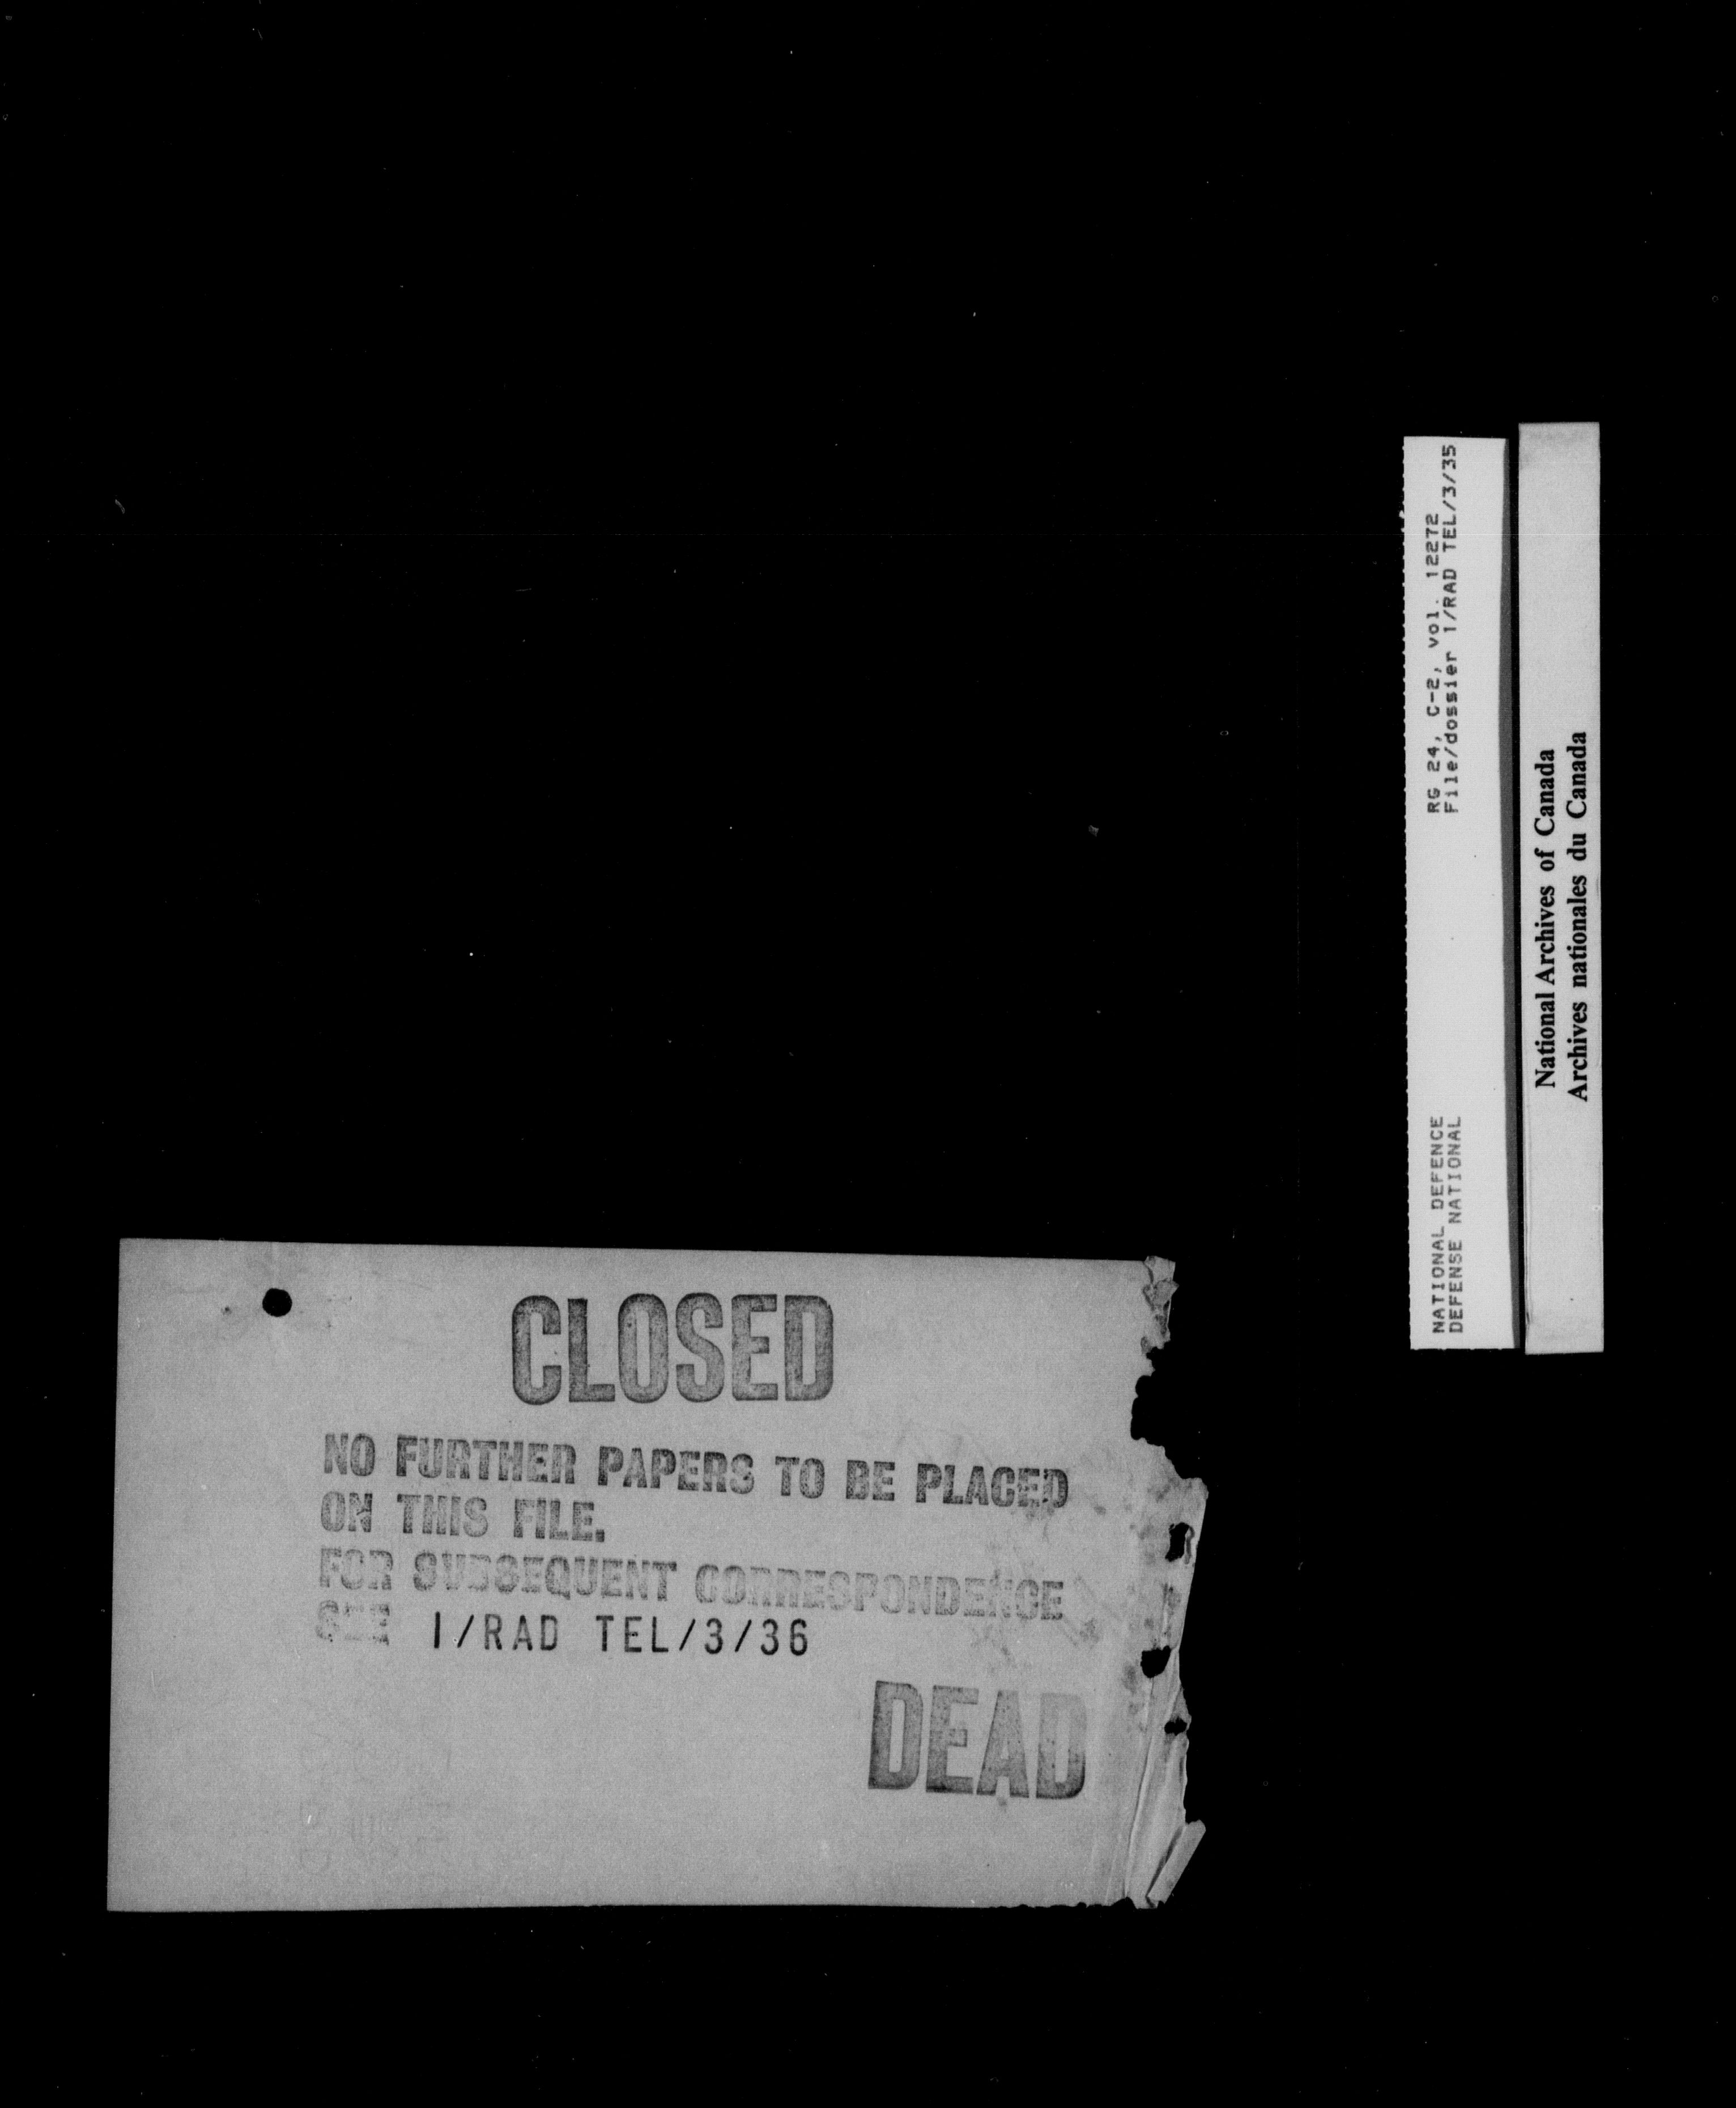 CLOSED
NO FURTHER PAPERS TO BE PLACED
ON THIS FILE.
FOR SUBSEQUENT CORRESPONDENCE
SEE 1/RAD TEL/3/36
DEAD
NATIONAL DEFENCE RG 24, C-2, vol. 12272
DEFENSE NATIONAL File/dossier 1/RAD TEL/3/35
National Archives of Canada
Archives nationales du Canada